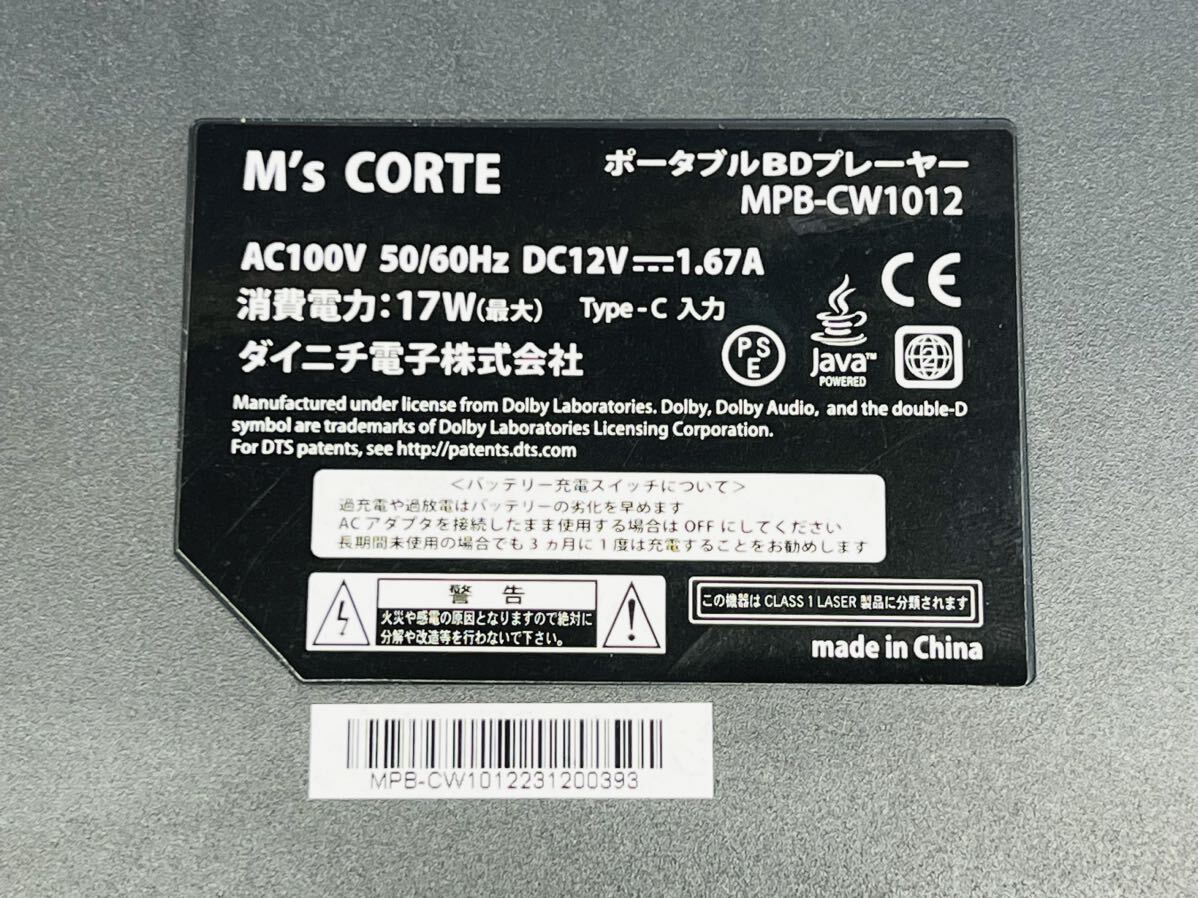 M's CORTE
ポータブルBDプレーヤー
MPB-CW1012
AC100V 50/60Hz DC12V⎓1.67A
消費電力:17W(最大) Type-C 入力
ダイニチ電子株式会社
PSE
Java™
POWERED
CE
2
Manufactured under license from Dolby Laboratories. Dolby, Dolby Audio, and the double-D
symbol are trademarks of Dolby Laboratories Licensing Corporation.
For DTS patents, see http://patents.dts.com
<バッテリー充電スイッチについて>
過充電や過放電はバッテリーの劣化を早めます
ACアダプタを接続したまま使用する場合は OFF にしてください
長期間未使用の場合でも3ヵ月に1度は充電することをお勧めします
警告
火災や感電の原因となりますので絶対に
分解や改造等を行わないで下さい。
この機器は CLASS 1 LASER 製品に分類されます
made in China
MPB-CW1012231200393